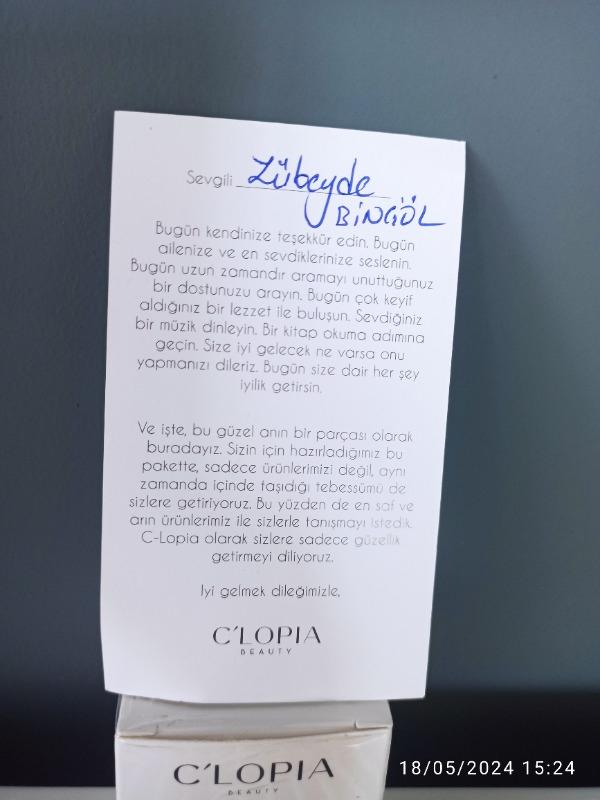 Sevgili Zübeyde
BİNGÖL
Bugün kendinize teşekkür edin. Bugün
ailenize ve en sevdiklerinize seslenin.
Bugün uzun zamandır aramayı unuttuğunuz
bir dostunuzu arayın. Bugün çok keyif
aldığınız bir lezzet ile buluşun. Sevdiğiniz
bir müzik dinleyin. Bir kitap okuma adımına
geçin. Size iyi gelecek ne varsa onu
yapmanızı dileriz. Bugün size dair her şey
iyilik getirsin.
Ve işte, bu güzel anın bir parçası olarak
buradayız. Sizin için hazırladığımız bu
pakette, sadece ürünlerimizi değil, aynı
zamanda içinde taşıdığı tebessümü de
sizlere getiriyoruz. Bu yüzden de en saf ve
arın ürünlerimiz ile sizlerle tanışmayı istedik.
C-Lopia olarak sizlere sadece güzellik
getirmeyi diliyoruz.
İyi gelmek dileğimizle,
C'LOPIA
BEAUTY
C'LOPIA
BEAUTY
18/05/2024 15:24